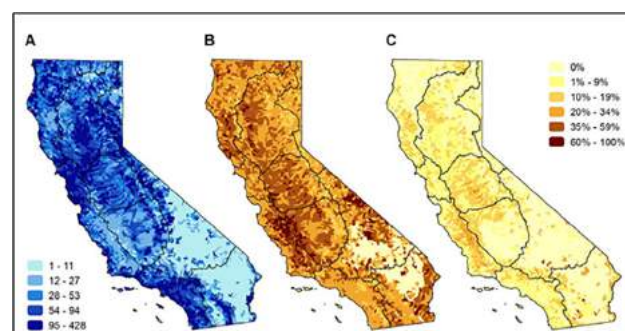 A
B
C
0%
1% - 9%
10% - 19%
20% - 34%
35% - 59%
60% - 100%
1 - 11
12 - 27
28 - 53
54 - 94
95 - 428